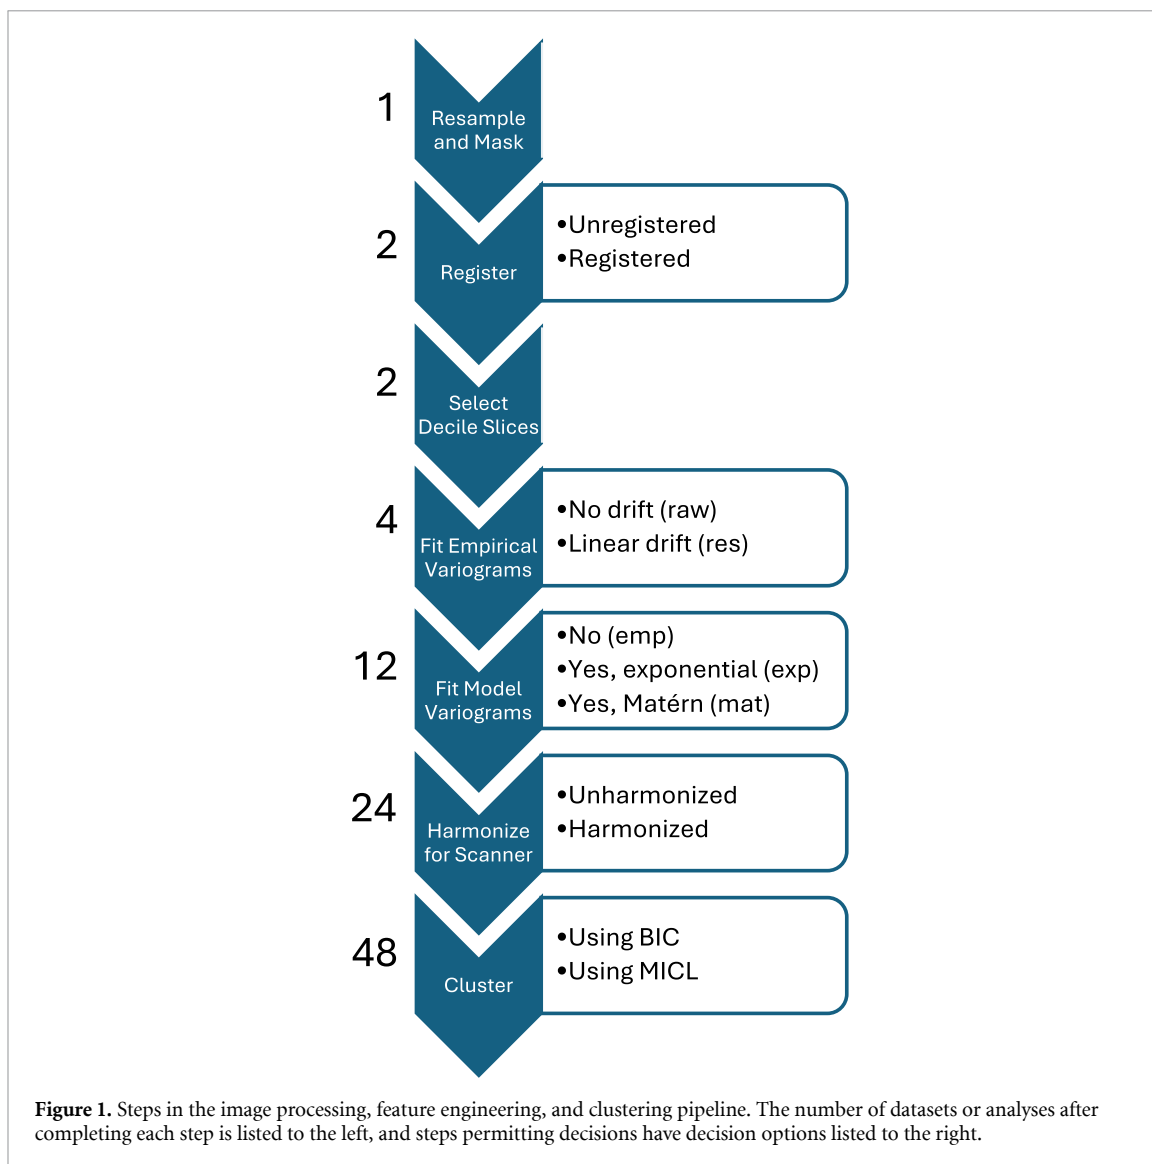 1
Resample
and Mask
2
Register
•Unregistered
•Registered
2
Select
Decile Slices
4
Fit Empirical
Variograms
•No drift (raw)
•Linear drift (res)
12
Fit Model
Variograms
•No (emp)
•Yes, exponential (exp)
•Yes, Matérn (mat)
24
Harmonize
for Scanner
•Unharmonized
•Harmonized
48
Cluster
•Using BIC
•Using MICL
Figure 1. Steps in the image processing, feature engineering, and clustering pipeline. The number of datasets or analyses after
completing each step is listed to the left, and steps permitting decisions have decision options listed to the right.